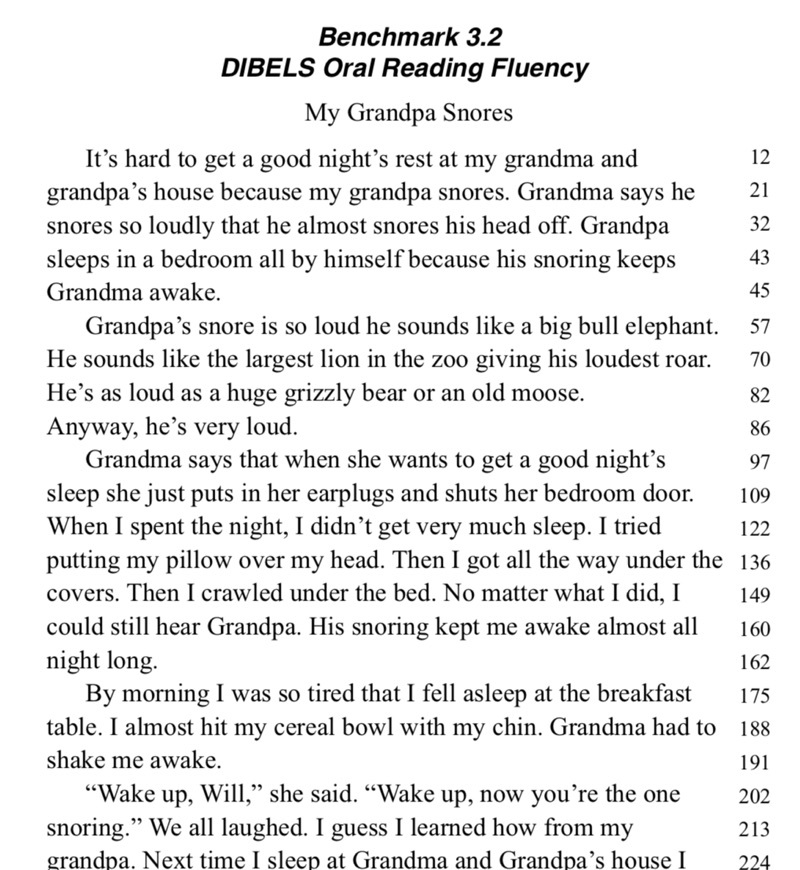 Benchmark 3.2
DIBELS Oral Reading Fluency
My Grandpa Snores
It's hard to get a good night's rest at my grandma and 12
grandpa's house because my grandpa snores. Grandma says he 21
snores so loudly that he almost snores his head off. Grandpa 32
sleeps in a bedroom all by himself because his snoring keeps 43
Grandma awake. 45
Grandpa's snore is so loud he sounds like a big bull elephant. 57
He sounds like the largest lion in the zoo giving his loudest roar. 70
He's as loud as a huge grizzly bear or an old moose. 82
Anyway, he's very loud. 86
Grandma says that when she wants to get a good night's 97
sleep she just puts in her earplugs and shuts her bedroom door. 109
When I spent the night, I didn't get very much sleep. I tried 122
putting my pillow over my head. Then I got all the way under the 136
covers. Then I crawled under the bed. No matter what I did, I 149
could still hear Grandpa. His snoring kept me awake almost all 160
night long. 162
By morning I was so tired that I fell asleep at the breakfast 175
table. I almost hit my cereal bowl with my chin. Grandma had to 188
shake me awake. 191
“Wake up, Will,” she said. “Wake up, now you're the one 202
snoring.” We all laughed. I guess I learned how from my 213
grandpa. Next time I sleep at Grandma and Grandpa's house I 224